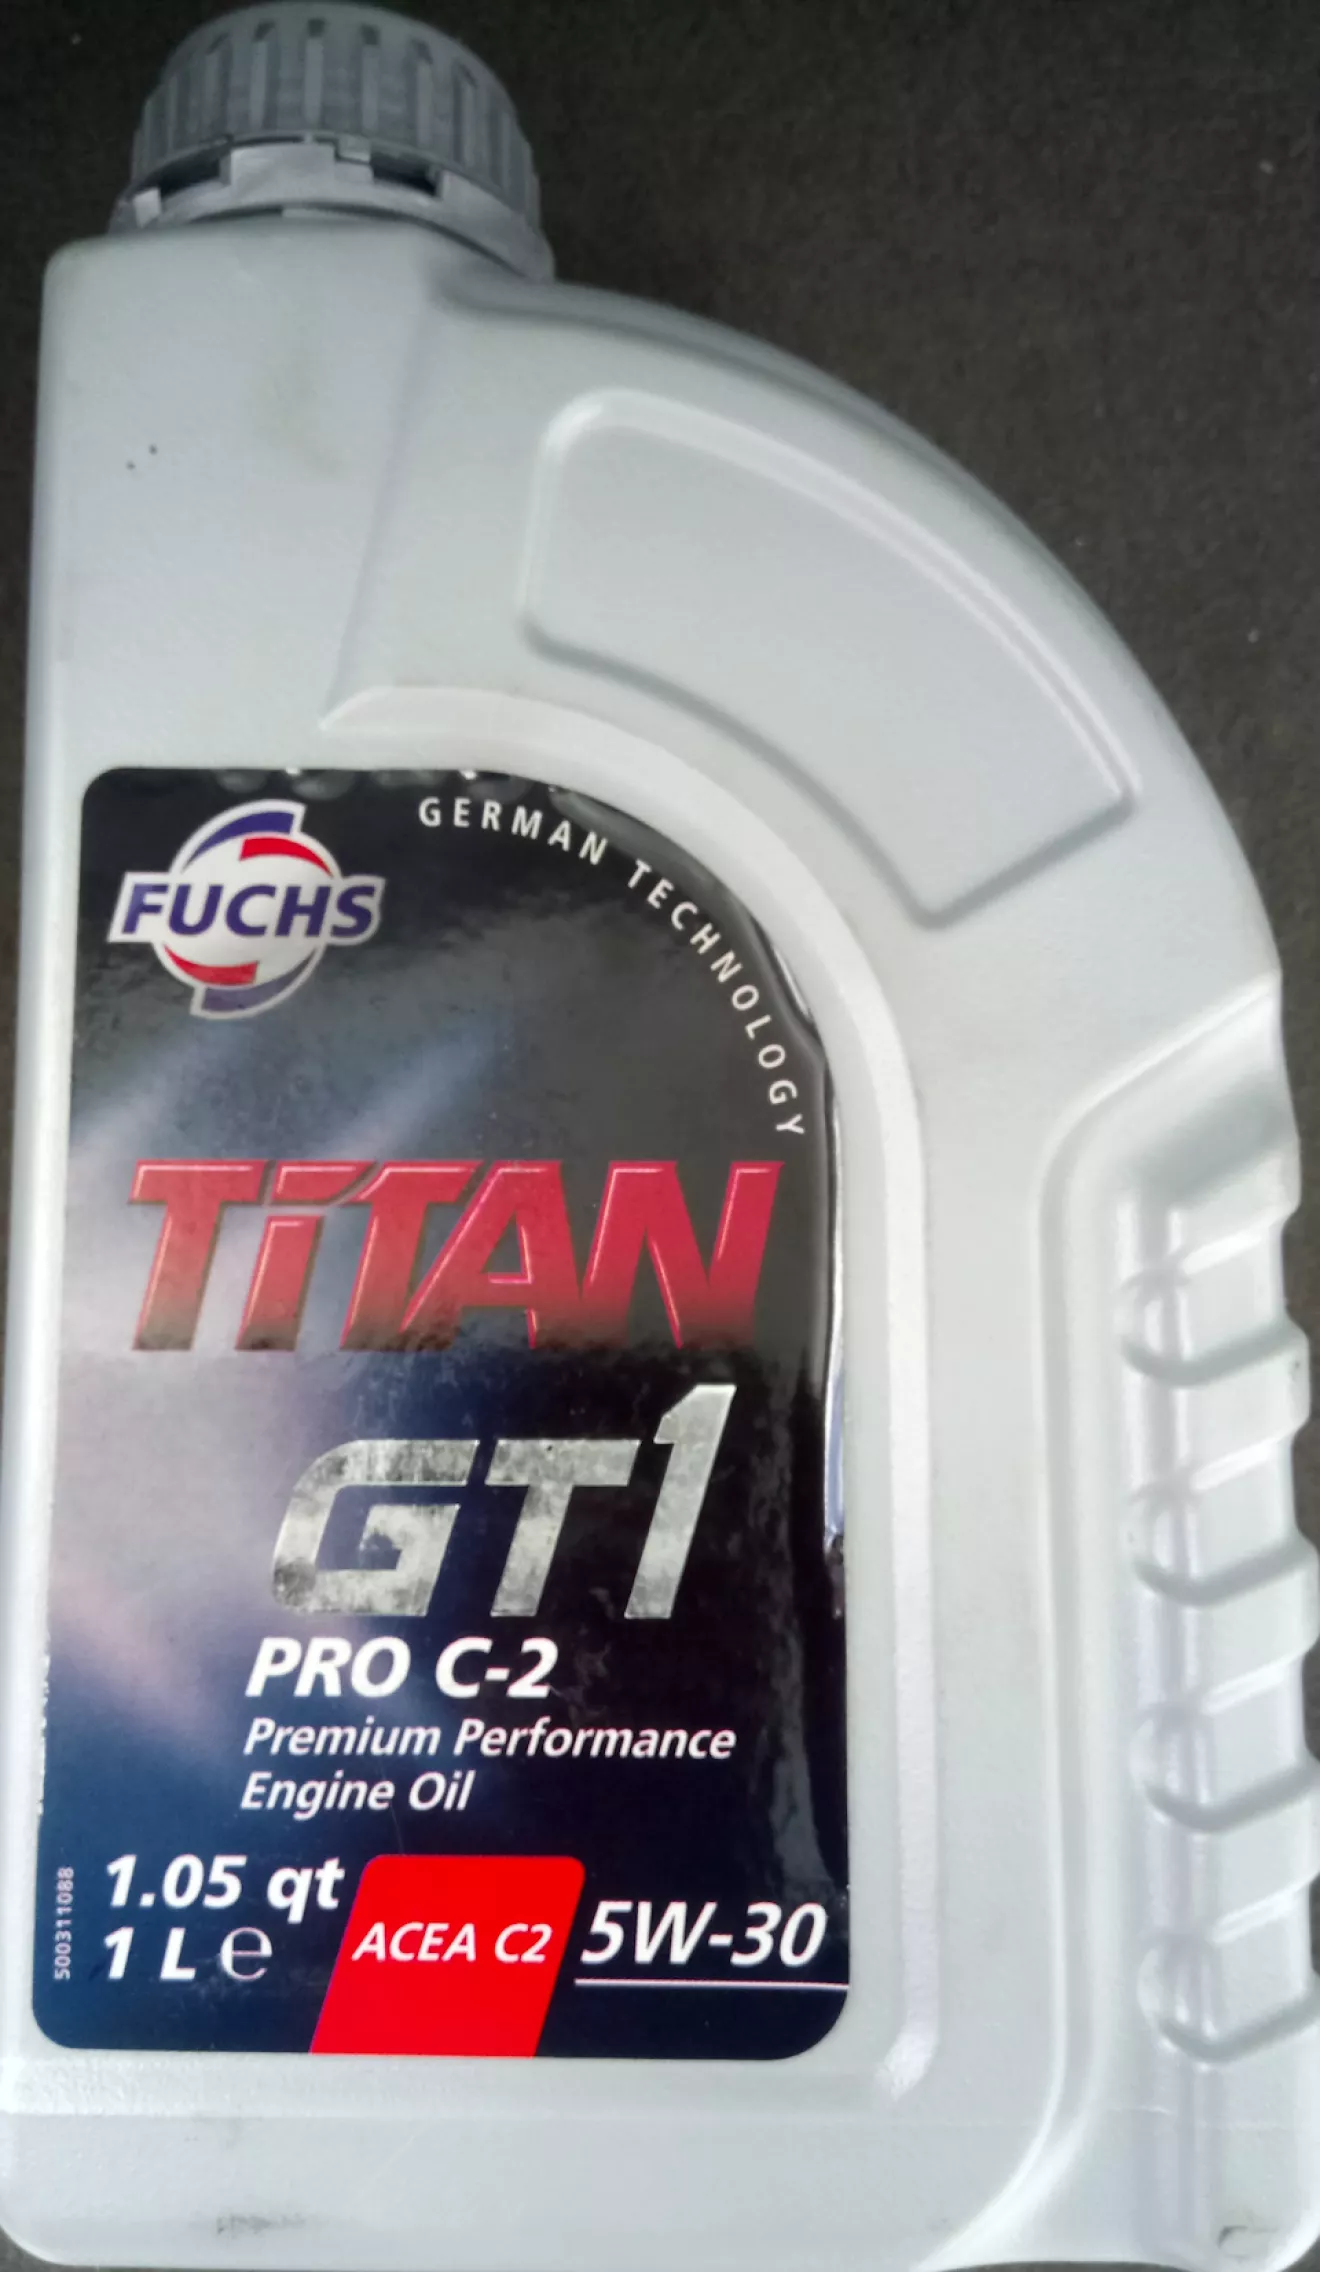 FUCHS
GERMAN TECHNOLOGY
TiTAN
GT1
PRO C-2
Premium Performance
Engine Oil
1.05 qt
1 L e
ACEA C2
5W-30
500311088